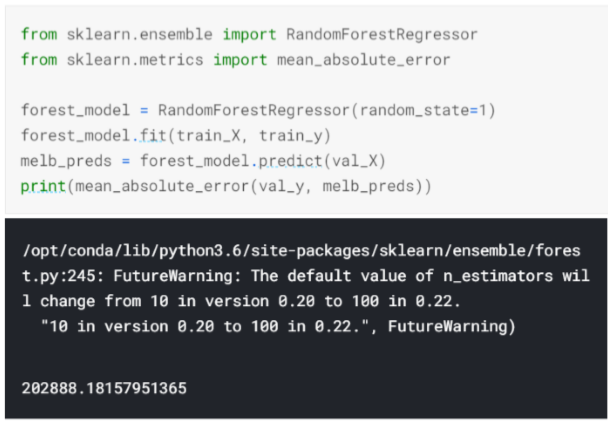 from sklearn.ensemble import RandomForestRegressor
from sklearn.metrics import mean_absolute_error
forest_model = RandomForestRegressor(random_state=1)
forest_model.fit(train_X, train_y)
melb_preds = forest_model.predict(val_X)
print(mean_absolute_error(val_y, melb_preds))
/opt/conda/lib/python3.6/site-packages/sklearn/ensemble/fores
t.py:245: FutureWarning: The default value of n_estimators wil
l change from 10 in version 0.20 to 100 in 0.22.
"10 in version 0.20 to 100 in 0.22.", FutureWarning)
202888.18157951365